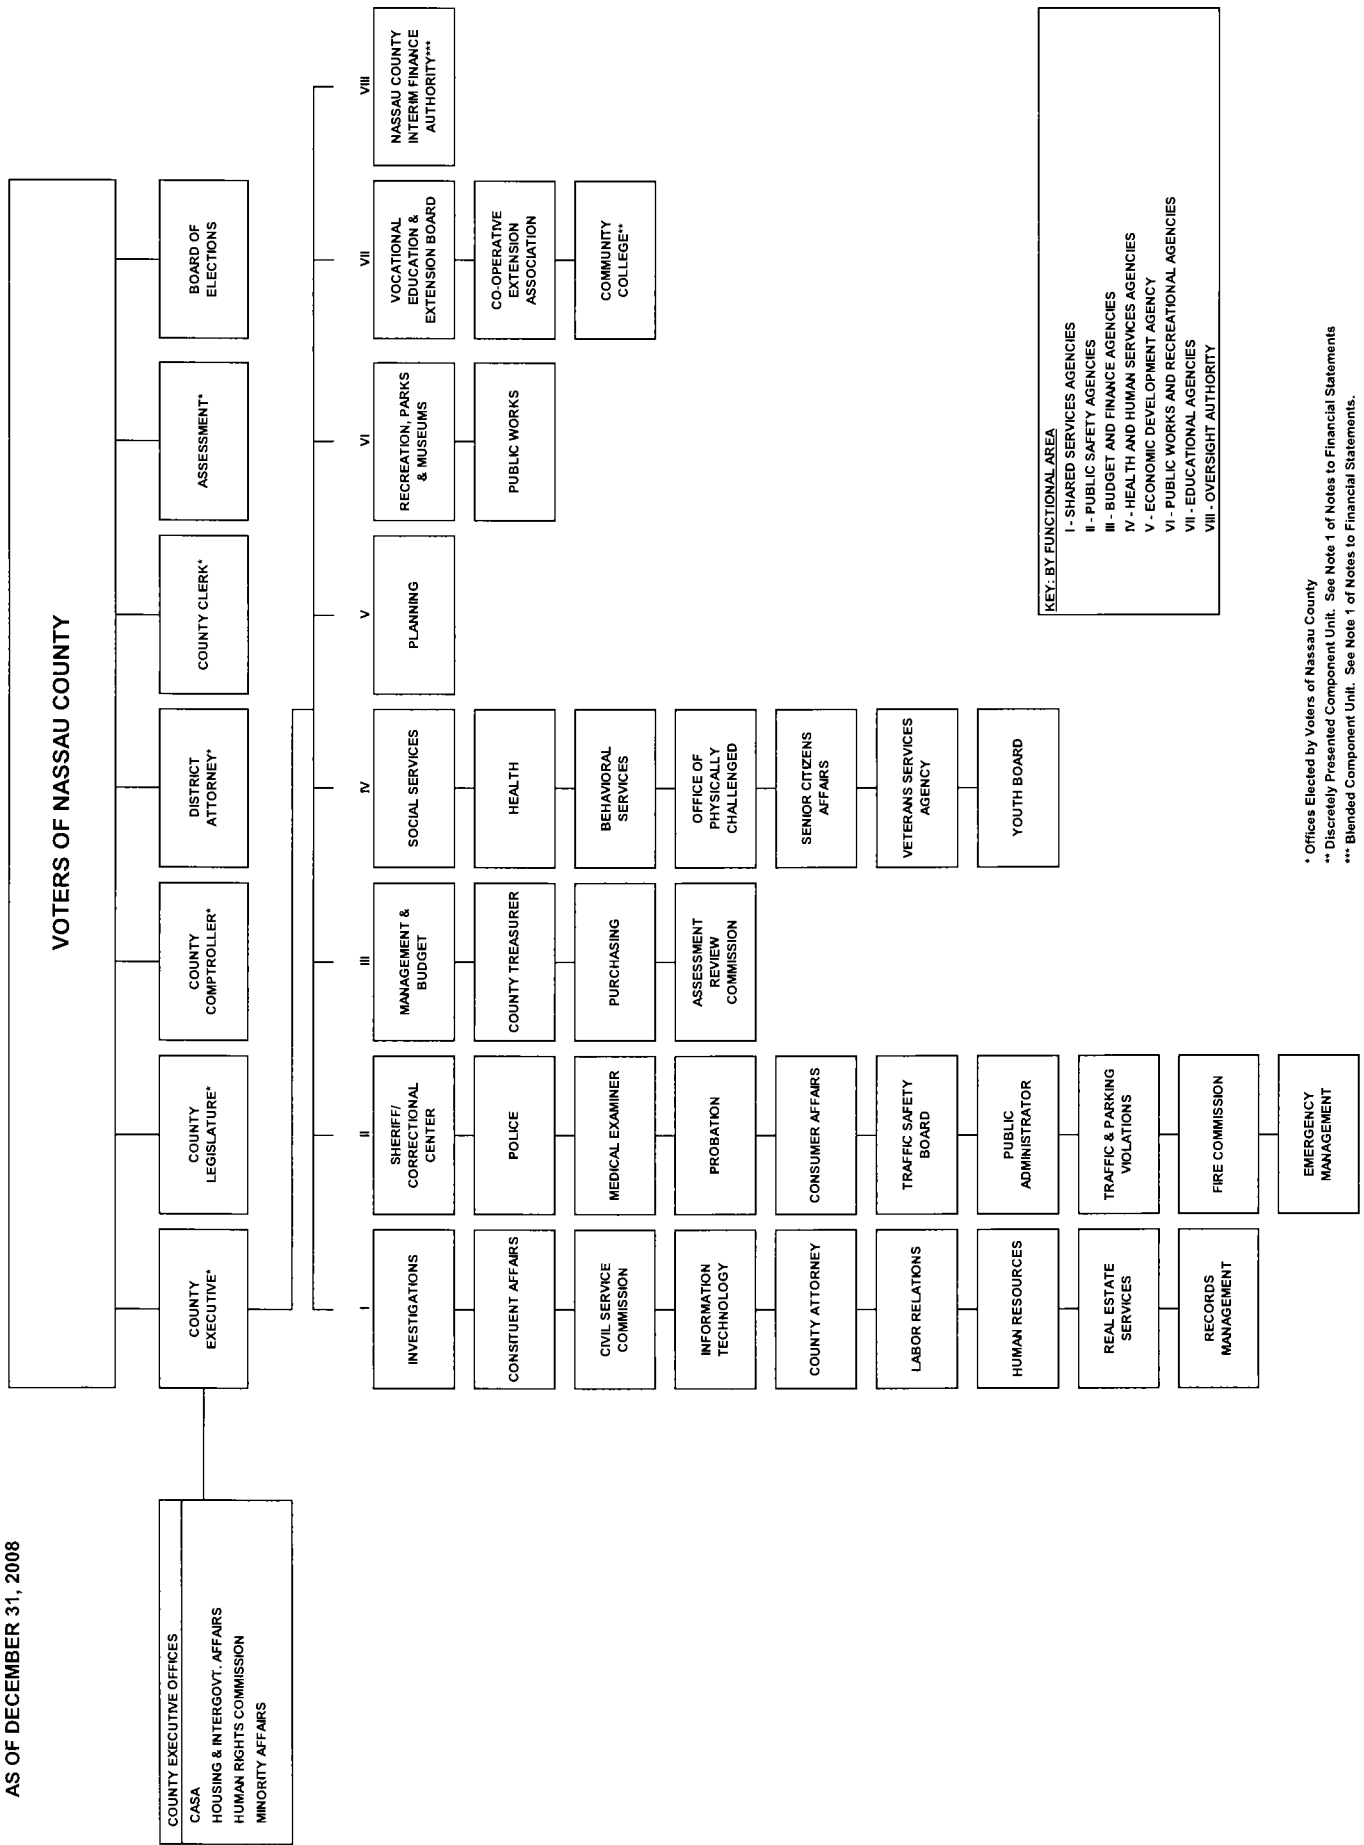 AS OF DECEMBER 31, 2008
VOTERS OF NASSAU COUNTY
COUNTY EXECUTIVE OFFICES
CASA
HOUSING & INTERGOVT. AFFAIRS
HUMAN RIGHTS COMMISSION
MINORITY AFFAIRS
COUNTY
EXECUTIVE*
COUNTY
LEGISLATURE*
COUNTY
COMPTROLLER*
DISTRICT
ATTORNEY*
COUNTY CLERK*
ASSESSMENT*
BOARD OF
ELECTIONS
I
INVESTIGATIONS
CONSTITUENT AFFAIRS
CIVIL SERVICE
COMMISSION
INFORMATION
TECHNOLOGY
COUNTY ATTORNEY
LABOR RELATIONS
HUMAN RESOURCES
REAL ESTATE
SERVICES
RECORDS
MANAGEMENT
II
SHERIFF/
CORRECTIONAL
CENTER
POLICE
MEDICAL EXAMINER
PROBATION
CONSUMER AFFAIRS
TRAFFIC SAFETY
BOARD
PUBLIC
ADMINISTRATOR
TRAFFIC & PARKING
VIOLATIONS
FIRE COMMISSION
EMERGENCY
MANAGEMENT
III
MANAGEMENT &
BUDGET
COUNTY TREASURER
PURCHASING
ASSESSMENT
REVIEW
COMMISSION
IV
SOCIAL SERVICES
HEALTH
BEHAVIORAL
SERVICES
OFFICE OF
PHYSICALLY
CHALLENGED
SENIOR CITIZENS
AFFAIRS
VETERANS SERVICES
AGENCY
YOUTH BOARD
V
PLANNING
VI
RECREATION, PARKS
& MUSEUMS
PUBLIC WORKS
VII
VOCATIONAL
EDUCATION &
EXTENSION BOARD
CO-OPERATIVE
EXTENSION
ASSOCIATION
COMMUNITY
COLLEGE**
VIII
NASSAU COUNTY
INTERIM FINANCE
AUTHORITY***
KEY: BY FUNCTIONAL AREA
I - SHARED SERVICES AGENCIES
II - PUBLIC SAFETY AGENCIES
III - BUDGET AND FINANCE AGENCIES
IV - HEALTH AND HUMAN SERVICES AGENCIES
V - ECONOMIC DEVELOPMENT AGENCY
VI - PUBLIC WORKS AND RECREATIONAL AGENCIES
VII - EDUCATIONAL AGENCIES
VIII - OVERSIGHT AUTHORITY
* Offices Elected by Voters of Nassau County
** Discretely Presented Component Unit. See Note 1 of Notes to Financial Statements
*** Blended Component Unit. See Note 1 of Notes to Financial Statements.